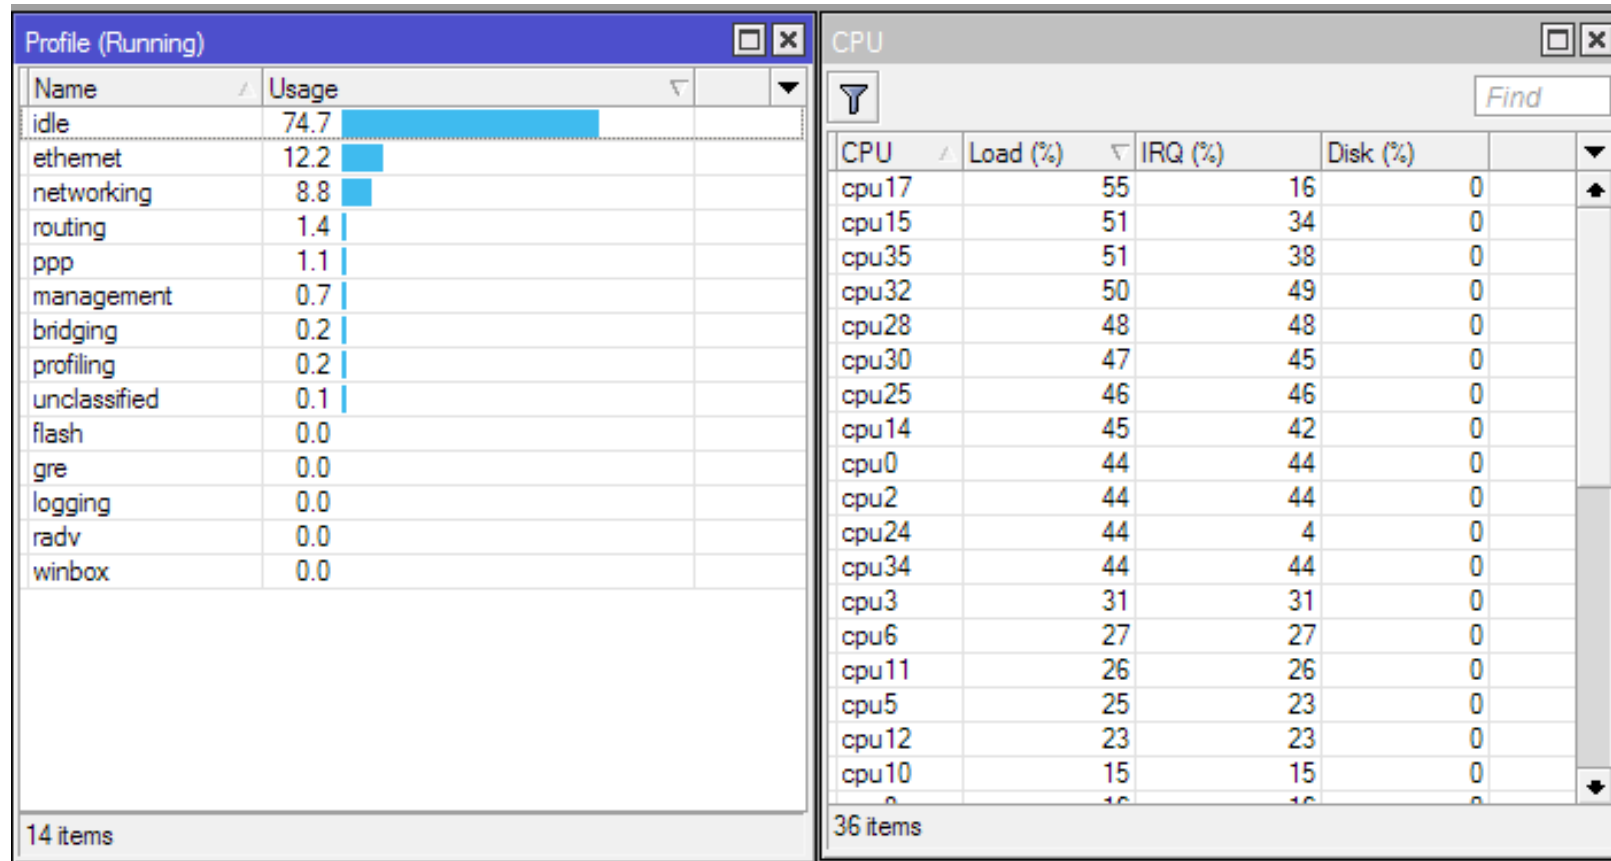 Profile (Running)
Name Usage
idle 74.7
ethernet 12.2
networking 8.8
routing 1.4
ppp 1.1
management 0.7
bridging 0.2
profiling 0.2
unclassified 0.1
flash 0.0
gre 0.0
logging 0.0
radv 0.0
winbox 0.0
14 items
CPU
Find
CPU Load (%) IRQ (%) Disk (%)
cpu17 55 16 0
cpu15 51 34 0
cpu35 51 38 0
cpu32 50 49 0
cpu28 48 48 0
cpu30 47 45 0
cpu25 46 46 0
cpu14 45 42 0
cpu0 44 44 0
cpu2 44 44 0
cpu24 44 4 0
cpu34 44 44 0
cpu3 31 31 0
cpu6 27 27 0
cpu11 26 26 0
cpu5 25 23 0
cpu12 23 23 0
cpu10 15 15 0
36 items